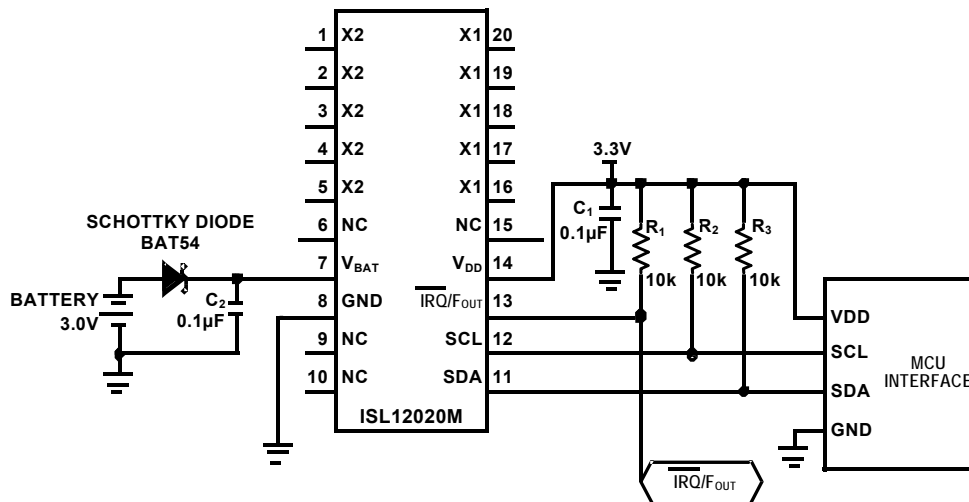 1 X2 X1 20
2 X2 X1 19
3 X2 X1 18
4 X2 X1 17
5 X2 X1 16
6 NC NC 15
7 VBAT VDD 14
8 GND IRQ/FOUT 13
9 NC SCL 12
10 NC SDA 11
ISL12020M
SCHOTTKY DIODE
BAT54
BATTERY
3.0V
C2
0.1µF
3.3V
C1
0.1µF
R1
10k
R2
10k
R3
10k
VDD
SCL
SDA
GND
MCU
INTERFACE
IRQ/FOUT